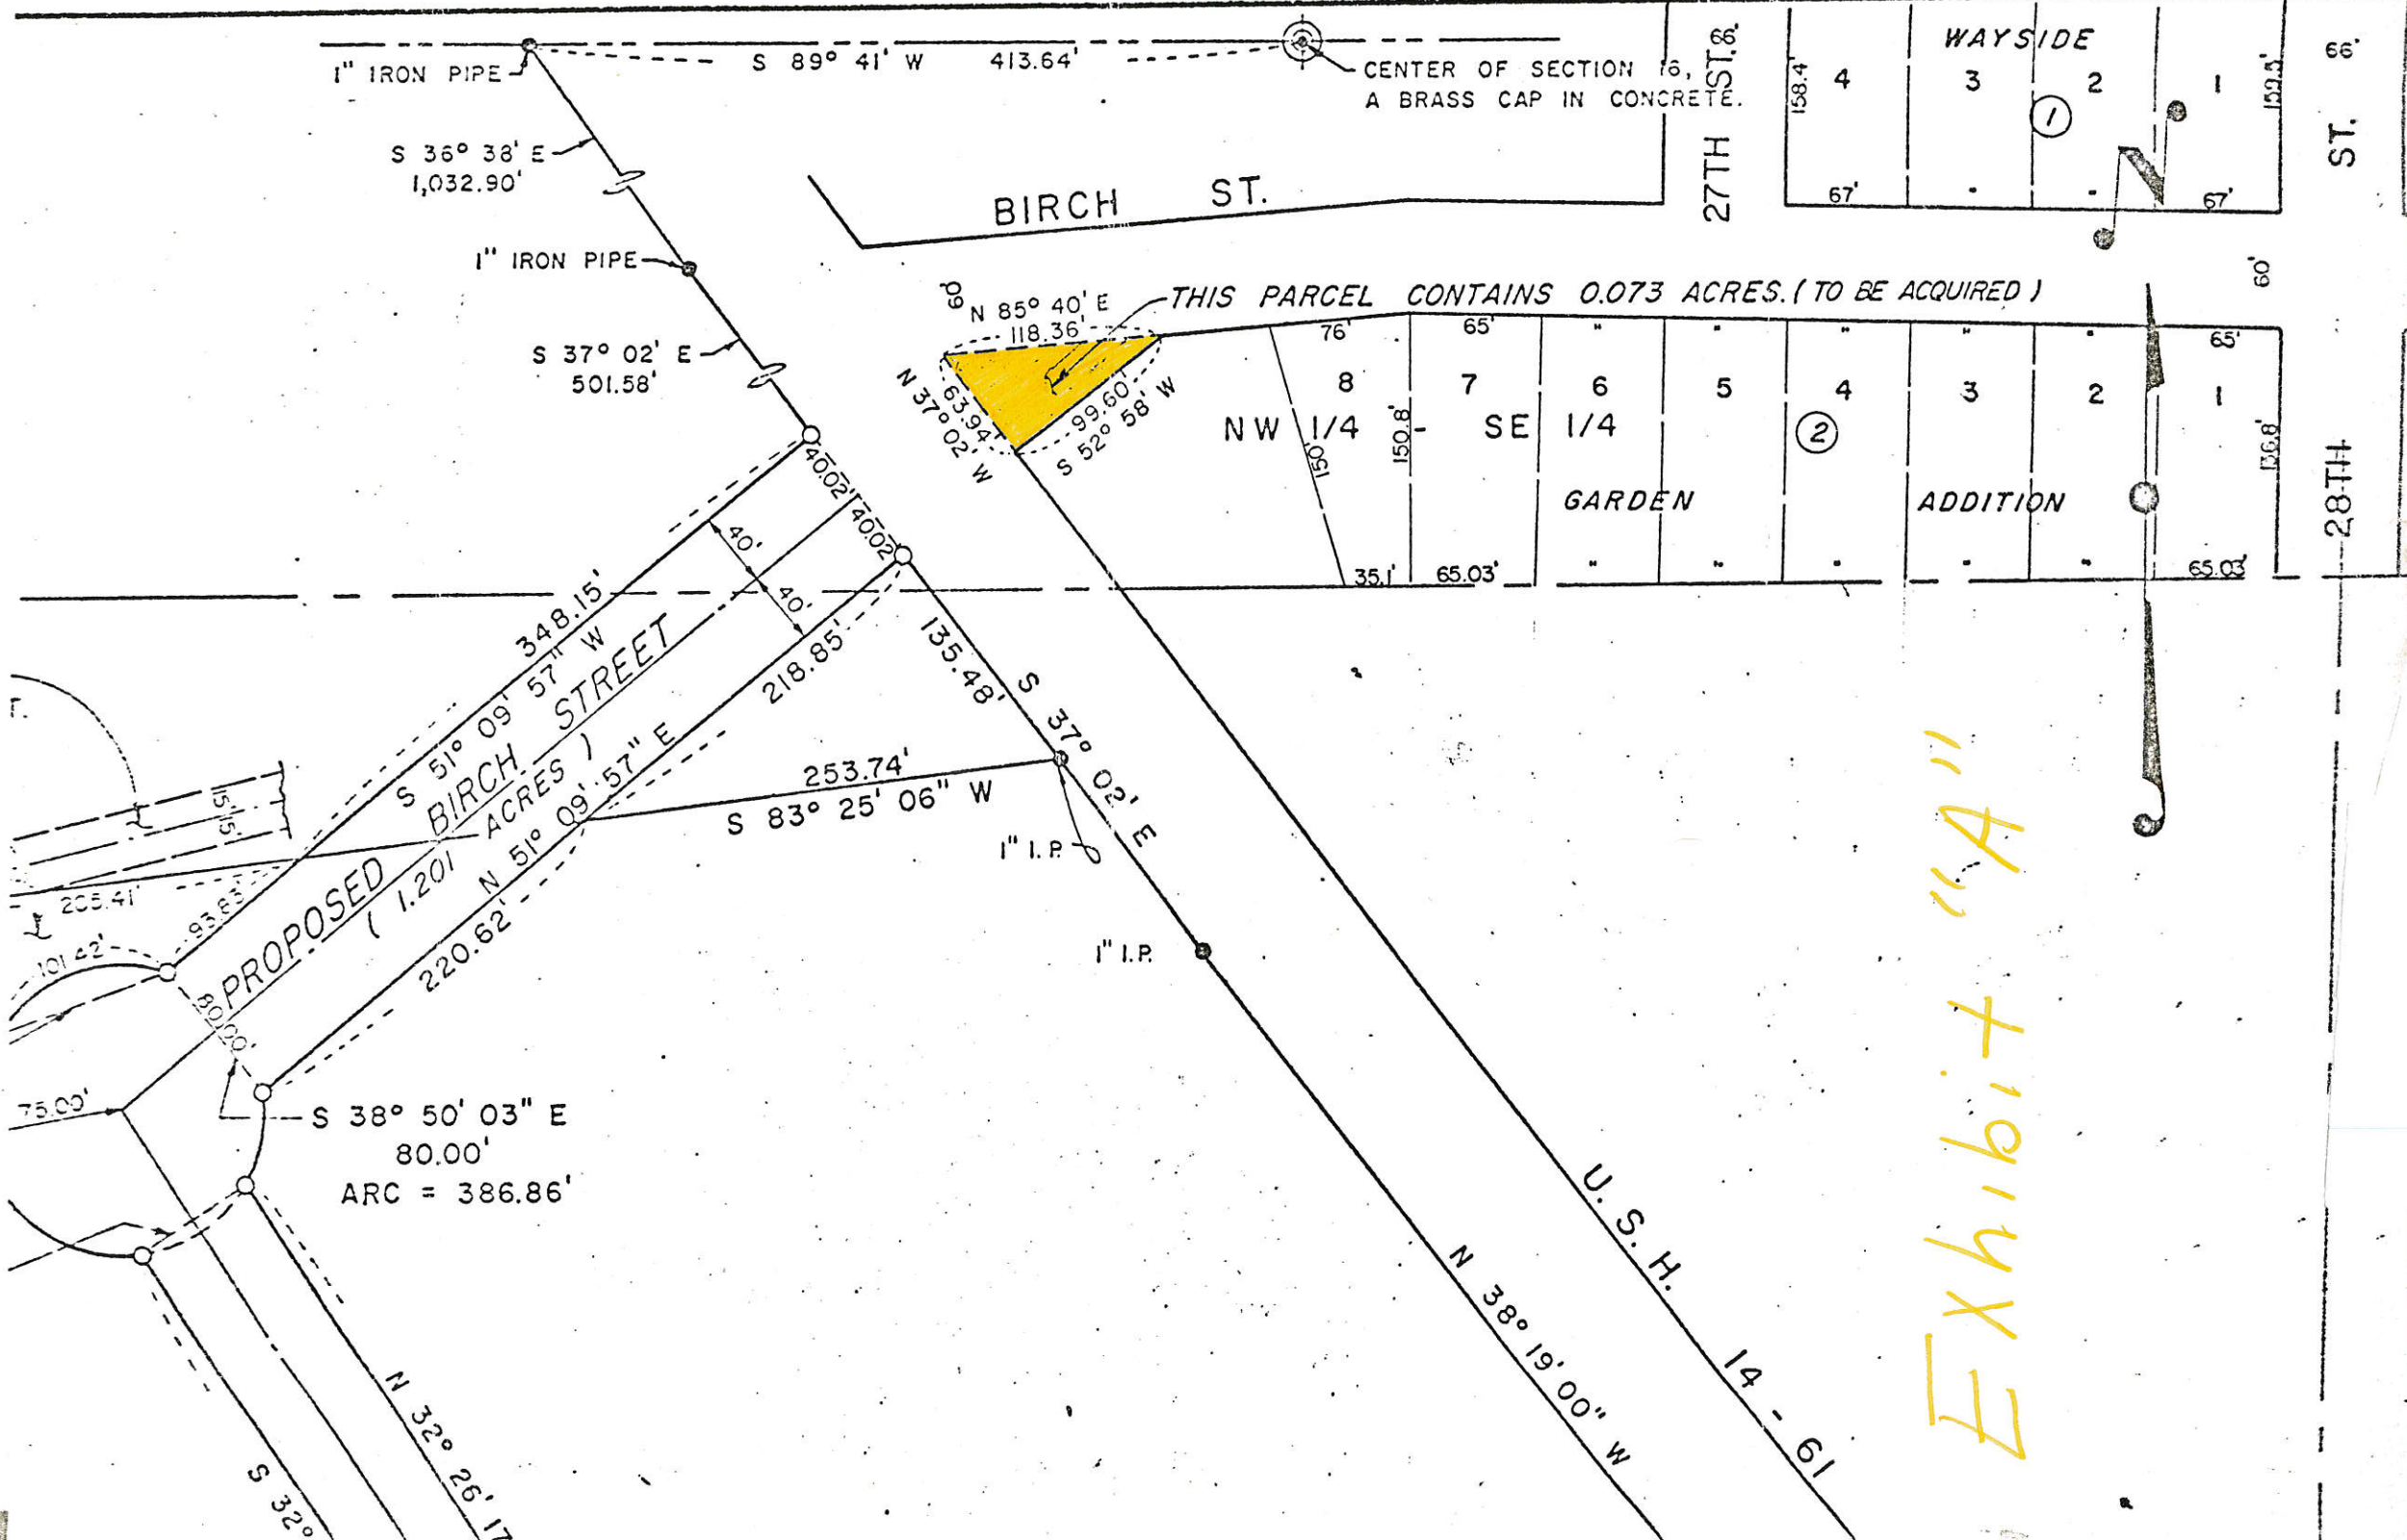 1" IRON PIPE
S 89° 41' W 413.64'
CENTER OF SECTION 16,
A BRASS CAP IN CONCRETE.
27TH ST.
66'
WAYSIDE
158.4'
4 3 2 1
1
67' " " 67'
66'
ST.
28TH
S 36° 38' E
1,032.90'
BIRCH ST.
1" IRON PIPE
60'
60'
N
THIS PARCEL CONTAINS 0.073 ACRES. ( TO BE ACQUIRED )
N 85° 40' E
118.36'
63.94'
N 37° 02' W
99.60'
S 52° 58' W
S 37° 02' E
501.58'
76' 65' " " " " " 65'
8 7 6 5 4 3 2 1
NW 1/4 - SE 1/4
2
150'
150.8'
136.8'
GARDEN ADDITION
35.1' 65.03' " " " " " 65.03'
40.02'
40.02'
40'
40'
348.15'
S 51° 09' 57" W
PROPOSED BIRCH STREET
( 1.201 ACRES )
218.85'
N 51° 09' 57" E
220.62'
135.48'
S 37° 02' E
253.74'
S 83° 25' 06" W
1" I.P.
1" I.P.
15' 15'
205.41'
93.83'
101.42'
80.00'
75.00'
S 38° 50' 03" E
80.00'
ARC = 386.86'
N 32° 26' 17
S 32°
N 38° 19' 00" W
U. S. H. 14 - 61
Exhibit "A"